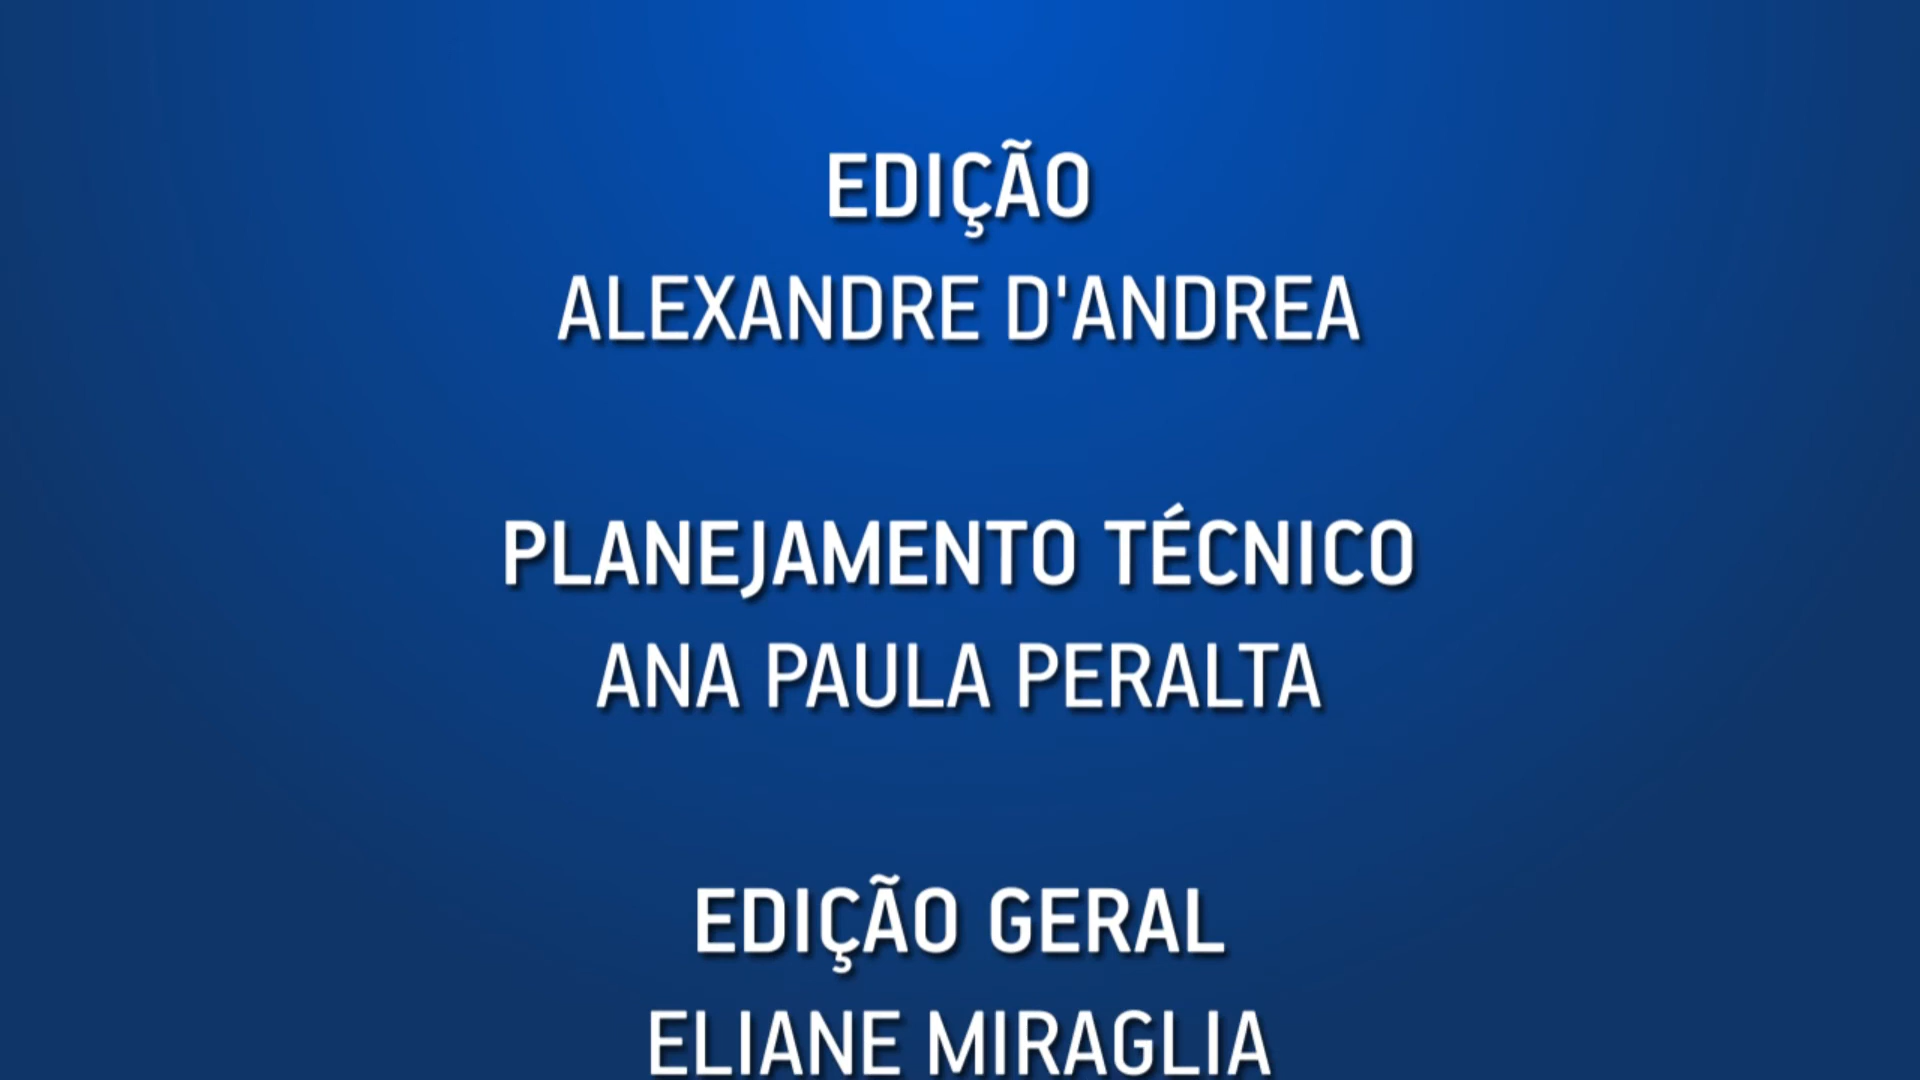 EDIÇÃO
ALEXANDRE D'ANDREA
PLANEJAMENTO TÉCNICO
ANA PAULA PERALTA
EDIÇÃO GERAL
ELIANE MIRAGLIA